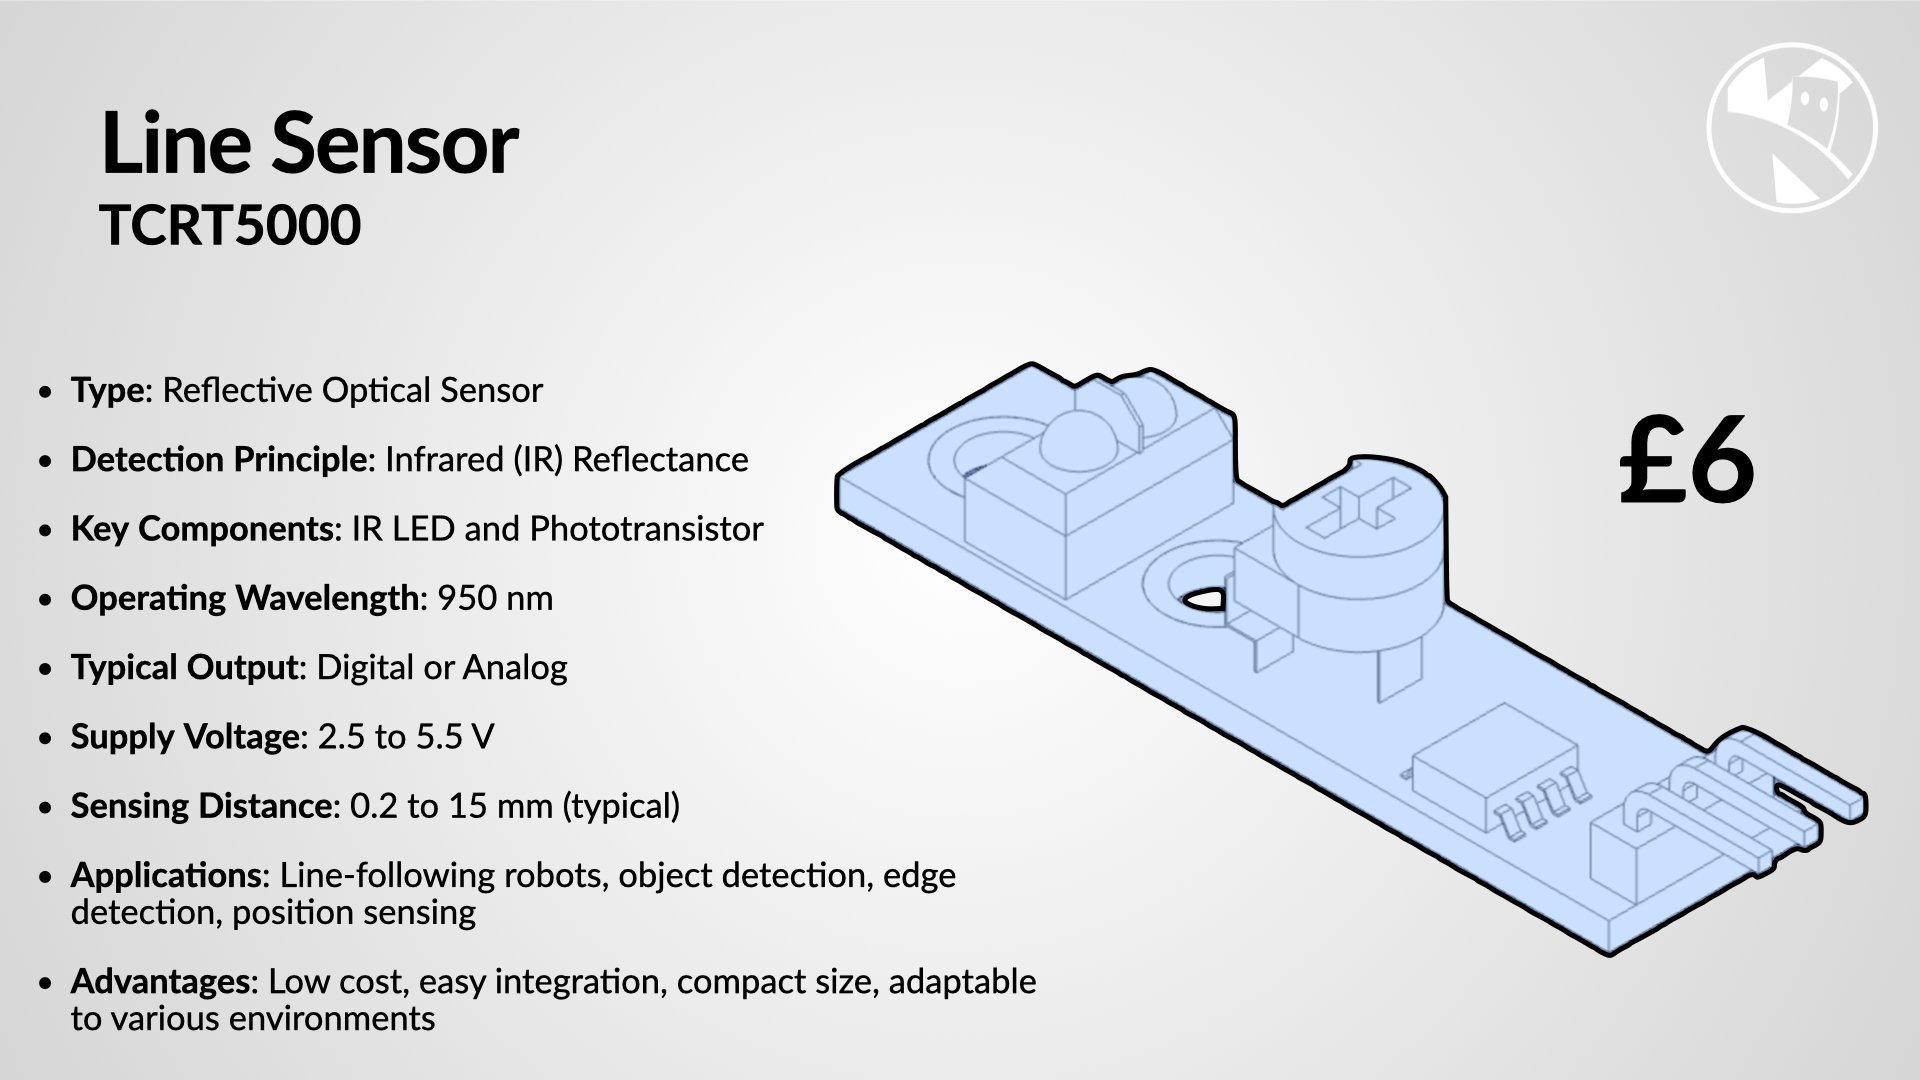 Line Sensor
TCRT5000
• Type: Reflective Optical Sensor
• Detection Principle: Infrared (IR) Reflectance
• Key Components: IR LED and Phototransistor
£6
• Operating Wavelength: 950 nm
• Typical Output: Digital or Analog
• Supply Voltage: 2.5 to 5.5 V
• Sensing Distance: 0.2 to 15 mm (typical)
• Applications: Line-following robots, object detection, edge
detection, position sensing
• Advantages: Low cost, easy integration, compact size, adaptable
to various environments